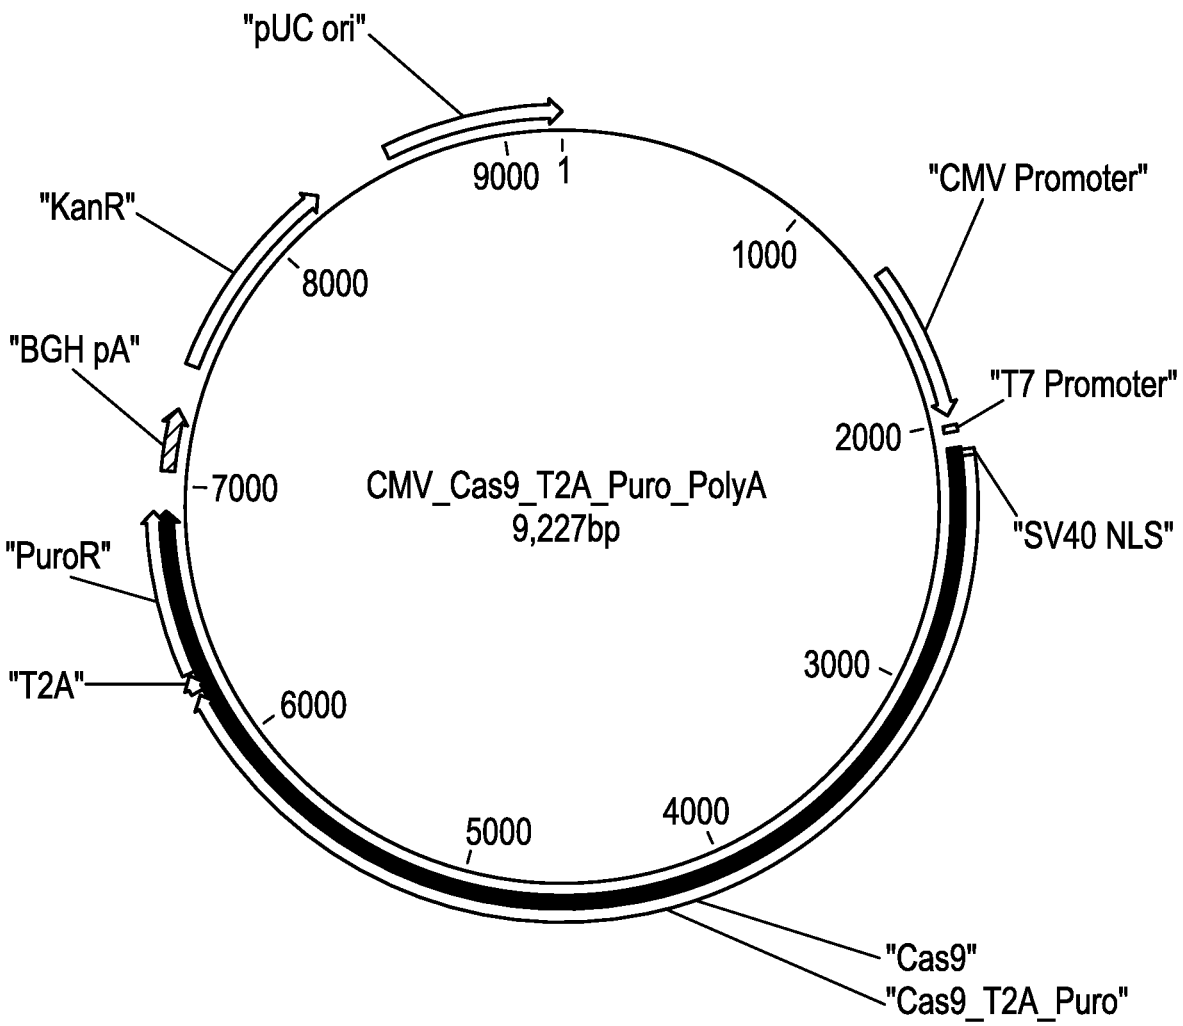 "pUC ori"
9000
1
"CMV Promoter"
"KanR"
1000
8000
"BGH pA"
"T7 Promoter"
2000
7000
CMV_Cas9_T2A_Puro_PolyA
9,227bp
"SV40 NLS"
"PuroR"
3000
"T2A"
6000
4000
5000
"Cas9"
"Cas9_T2A_Puro"